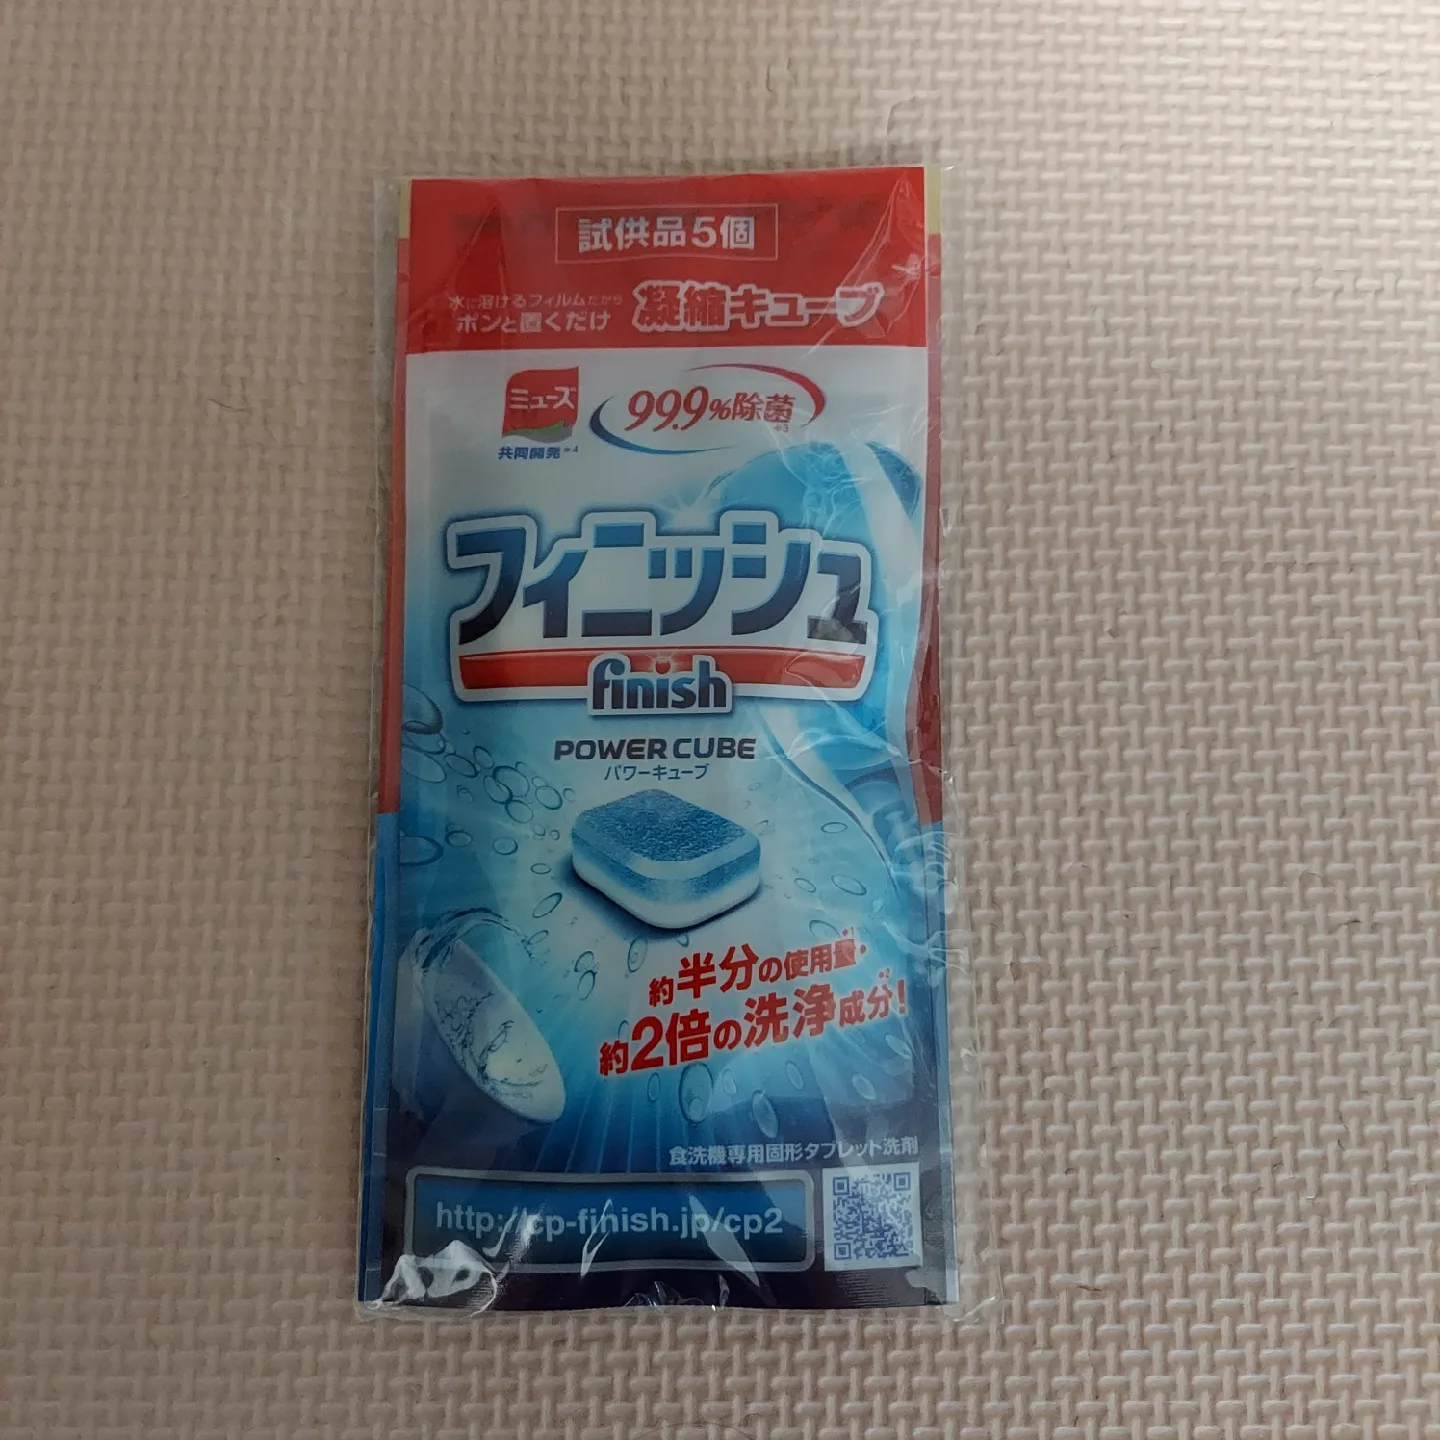 試供品5個
水に溶けるフィルムだから
ポンと置くだけ
凝縮キューブ
ミューズ
共同開発※4
99.9%除菌
※3
フィニッシュ
finish
POWER CUBE
パワーキューブ
※1
約半分の使用量・
※2
約2倍の洗浄成分!
食洗機専用固形タブレット洗剤
http://cp-finish.jp/cp2